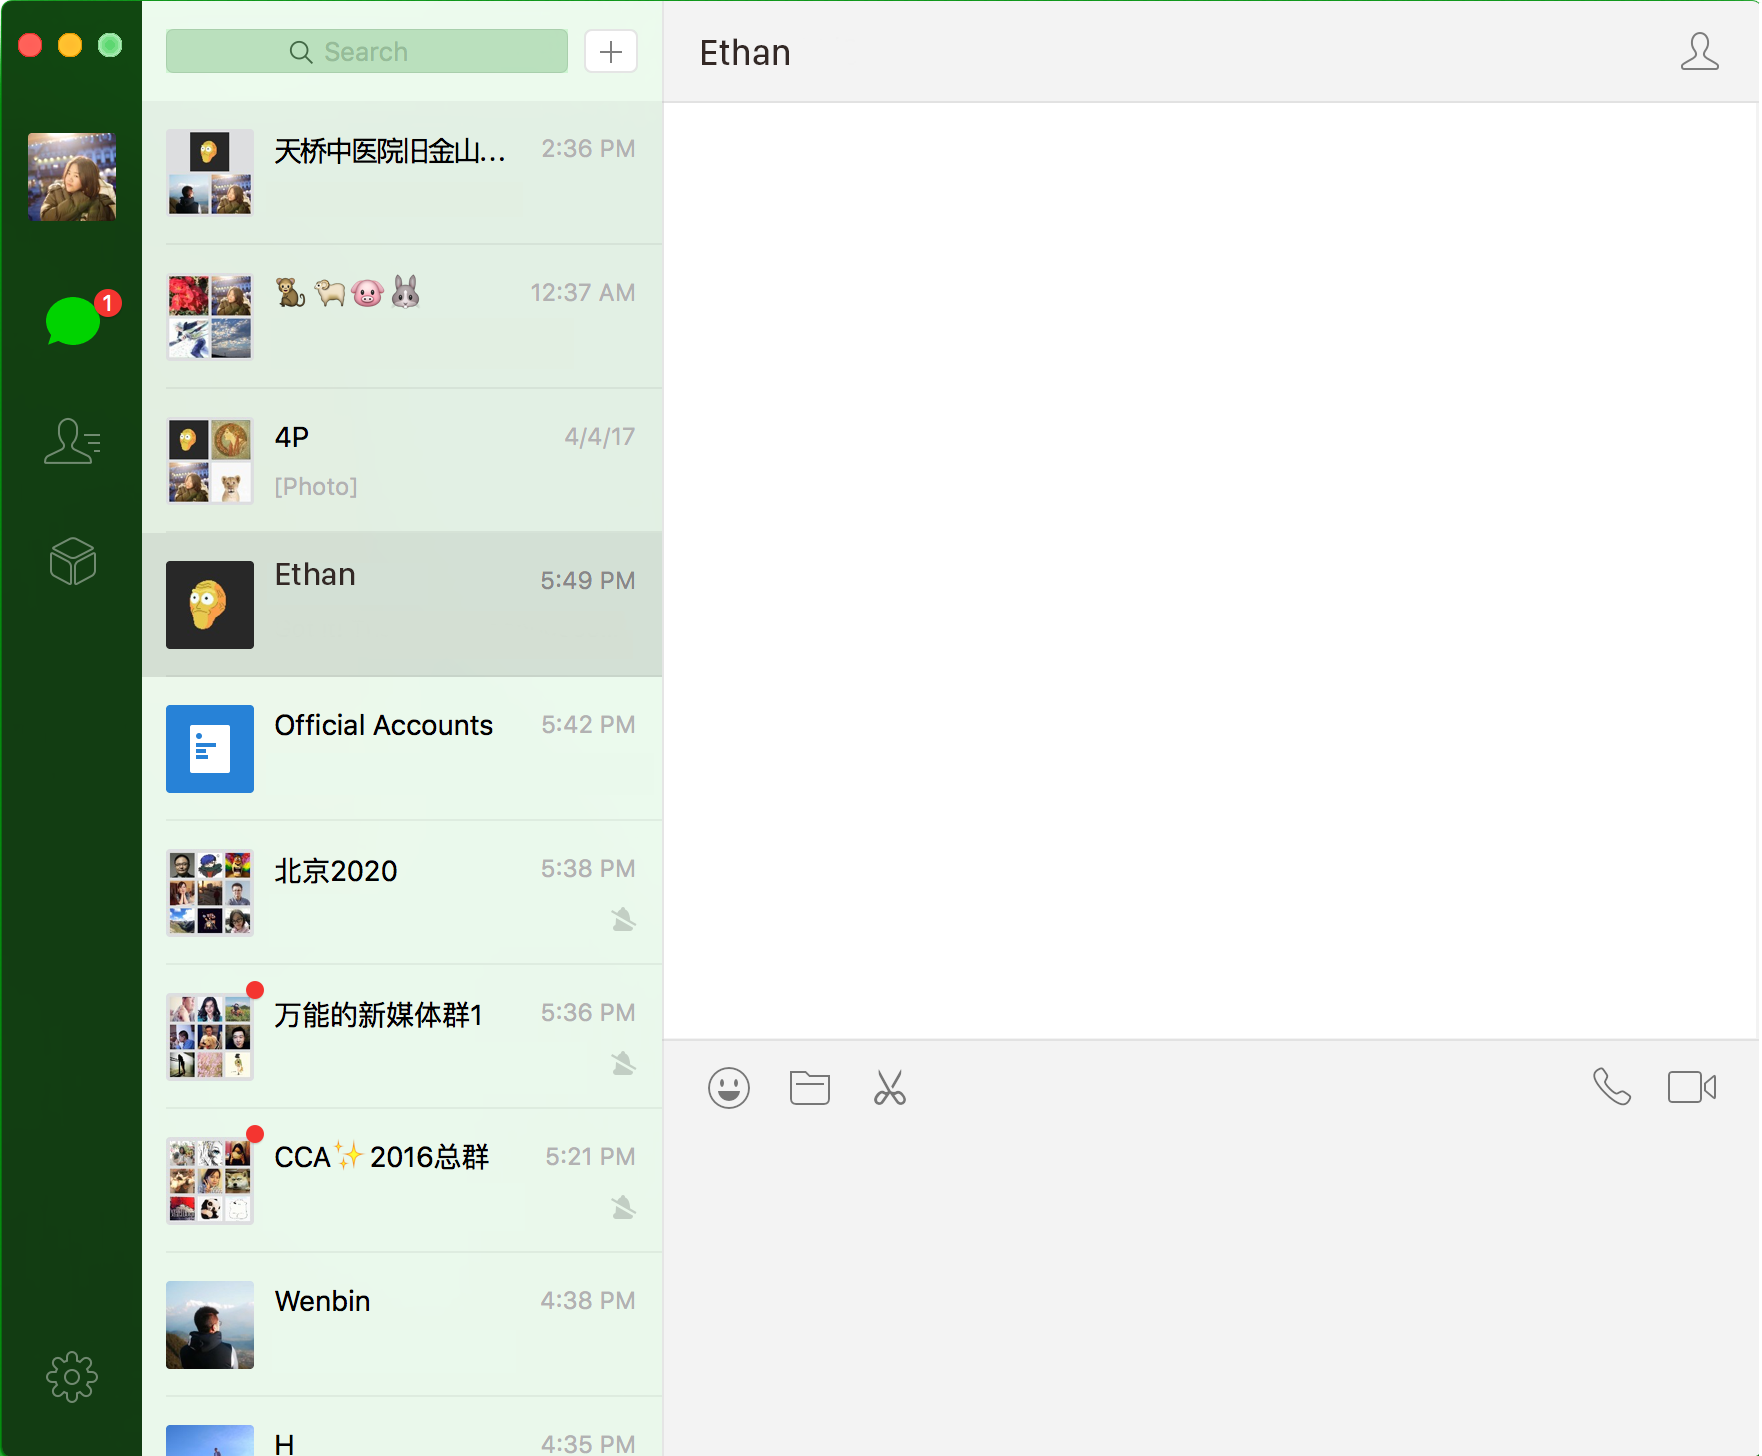 Search
Ethan
天桥中医院旧金山... 2:36 PM
🐒🐏🐷🐰 12:37 AM
4P 4/4/17
[Photo]
Ethan 5:49 PM
Official Accounts 5:42 PM
北京2020 5:38 PM
万能的新媒体群1 5:36 PM
CCA✨2016总群 5:21 PM
Wenbin 4:38 PM
H 4:35 PM
1